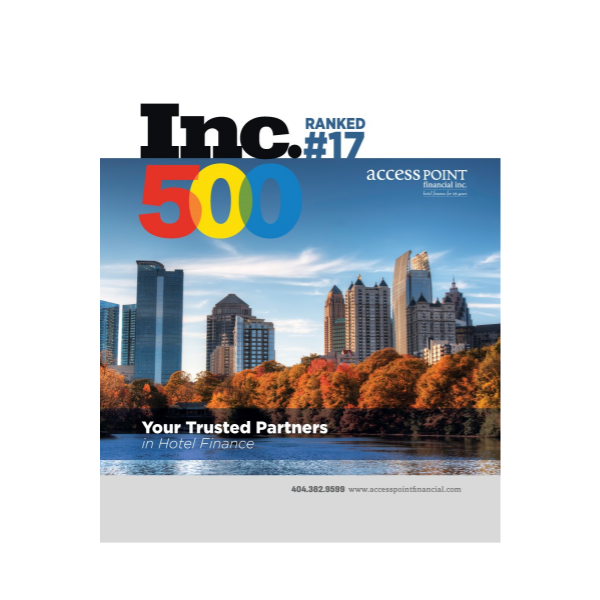 Inc.
RANKED
#17
500
access POINT
financial inc.
Your Trusted Partners
in Hotel Finance
404.382.9599 www.accesspointfinancial.com